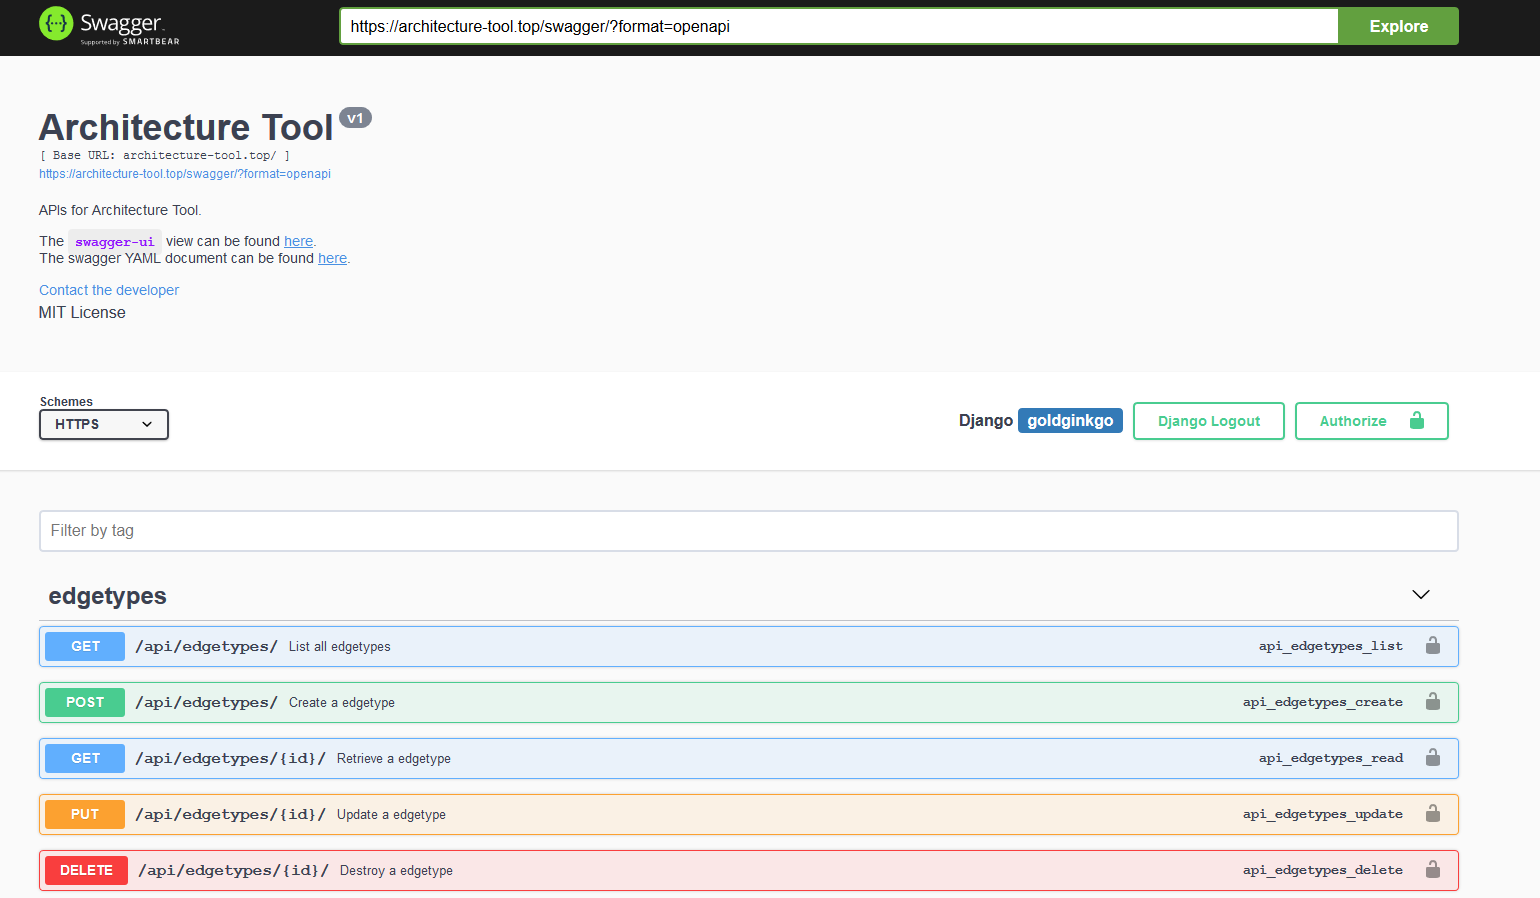 Swagger
Supported by SMARTBEAR
https://architecture-tool.top/swagger/?format=openapi
Explore
Architecture Tool v1
[ Base URL: architecture-tool.top/ ]
https://architecture-tool.top/swagger/?format=openapi
APIs for Architecture Tool.
The swagger-ui view can be found here.
The swagger YAML document can be found here.
Contact the developer
MIT License
Schemes
HTTPS
Django goldginkgo
Django Logout
Authorize
Filter by tag
edgetypes
GET /api/edgetypes/ List all edgetypes api_edgetypes_list
POST /api/edgetypes/ Create a edgetype api_edgetypes_create
GET /api/edgetypes/{id}/ Retrieve a edgetype api_edgetypes_read
PUT /api/edgetypes/{id}/ Update a edgetype api_edgetypes_update
DELETE /api/edgetypes/{id}/ Destroy a edgetype api_edgetypes_delete